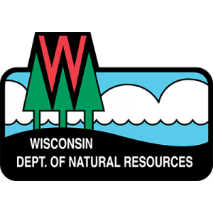 W
WISCONSIN
DEPT. OF NATURAL RESOURCES